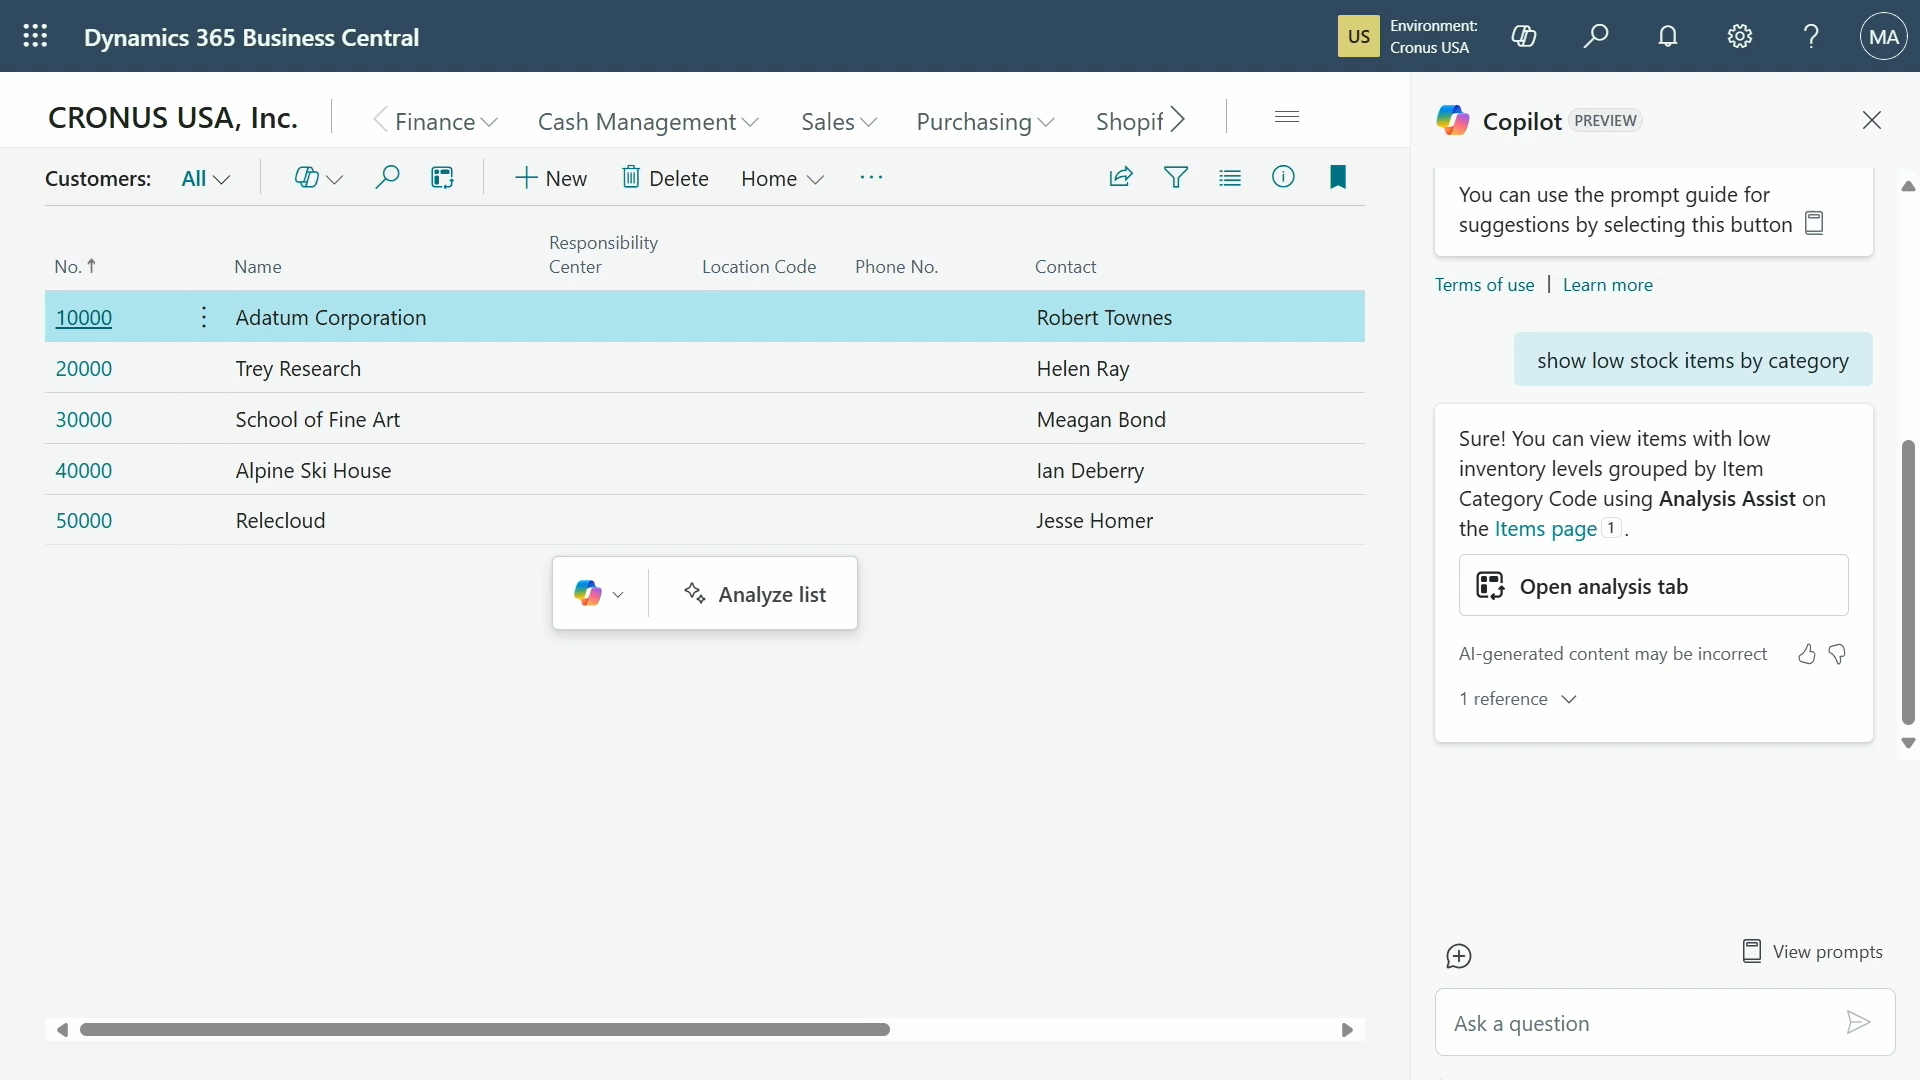 Dynamics 365 Business Central
US
Environment:
Cronus USA
MA
CRONUS USA, Inc.
Finance
Cash Management
Sales
Purchasing
Shopif
Customers:
All
New
Delete
Home
No. ↑
Name
Responsibility
Center
Location Code
Phone No.
Contact
10000 Adatum Corporation Robert Townes
20000 Trey Research Helen Ray
30000 School of Fine Art Meagan Bond
40000 Alpine Ski House Ian Deberry
50000 Relecloud Jesse Homer
Analyze list
Copilot PREVIEW
You can use the prompt guide for
suggestions by selecting this button
Terms of use | Learn more
show low stock items by category
Sure! You can view items with low
inventory levels grouped by Item
Category Code using Analysis Assist on
the Items page 1 .
Open analysis tab
AI-generated content may be incorrect
1 reference
View prompts
Ask a question